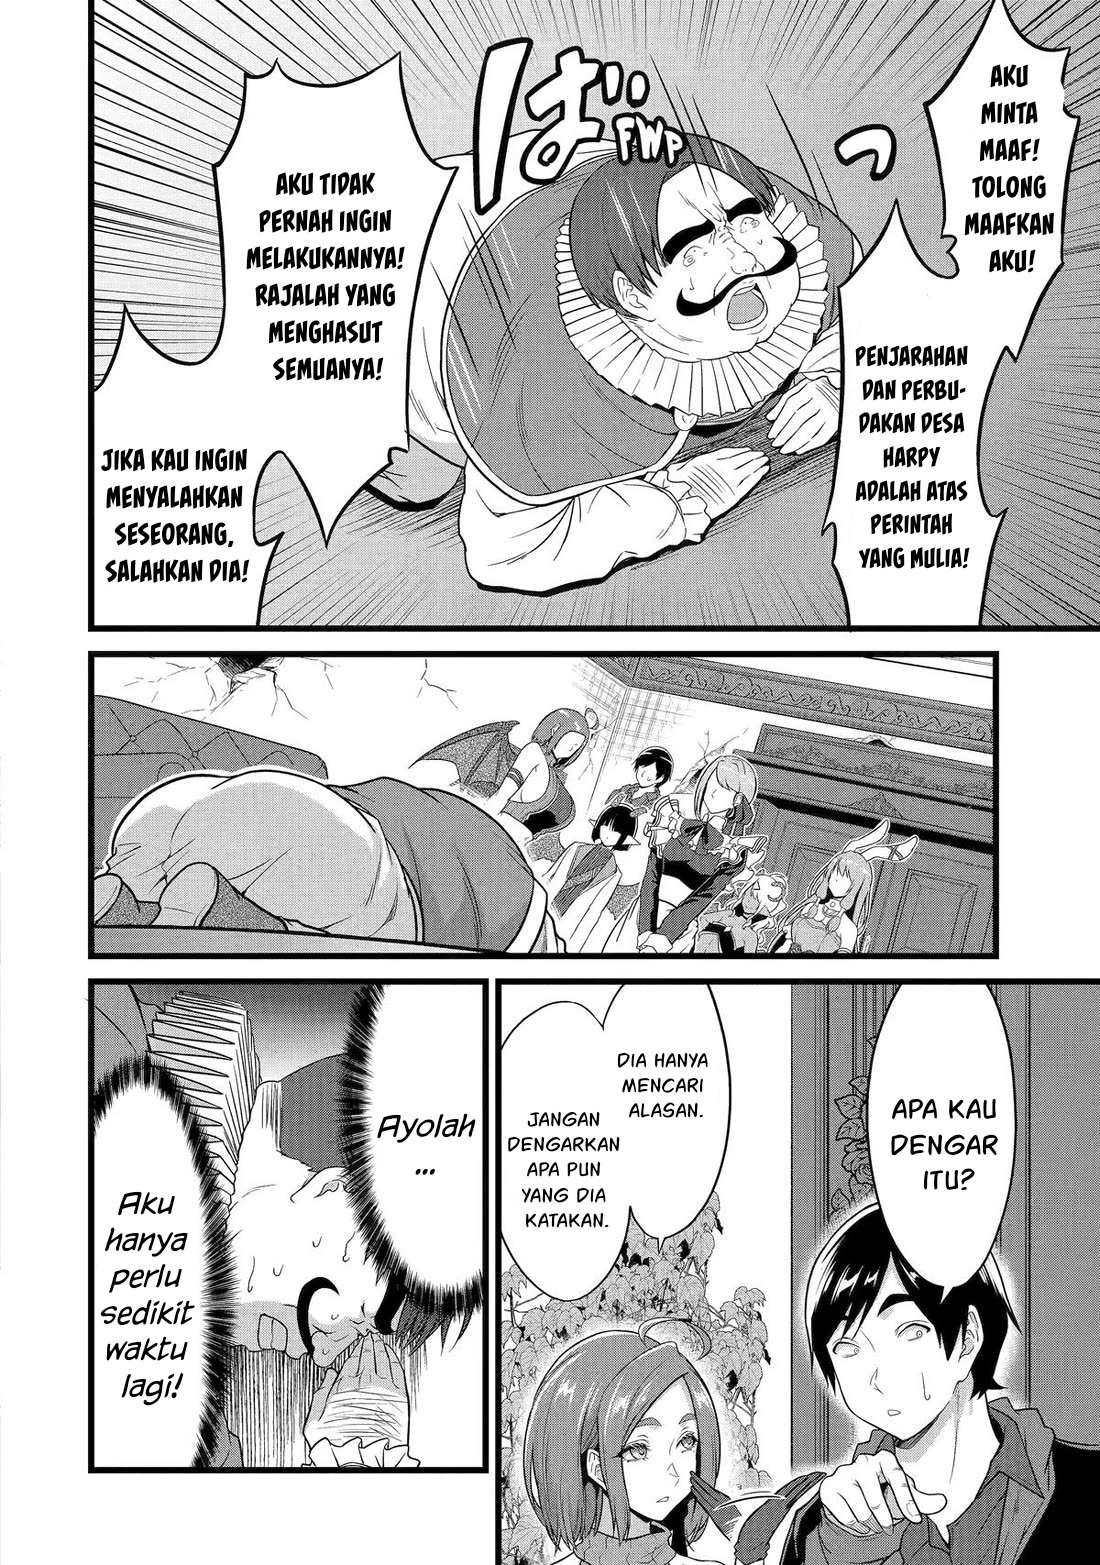 AKU
MINTA
MAAF!
TOLONG
MAAFKAN
AKU!
PENJARAHAN
DAN PERBU-
DAKAN DESA
HARPY
ADALAH ATAS
PERINTAH
YANG MULIA!
ばっ
FWP
AKU TIDAK
PERNAH INGIN
MELAKUKANNYA!
RAJALAH YANG
MENGHASUT
SEMUANYA!
JIKA KAU INGIN
MENYALAHKAN
SESEORANG,
SALAHKAN DIA!
APA KAU
DENGAR
ITU?
DIA HANYA
MENCARI
ALASAN.
JANGAN
DENGARKAN
APA PUN
YANG DIA
KATAKAN.
Ayolah
...
Aku
hanya
perlu
sedikit
waktu
lagi!